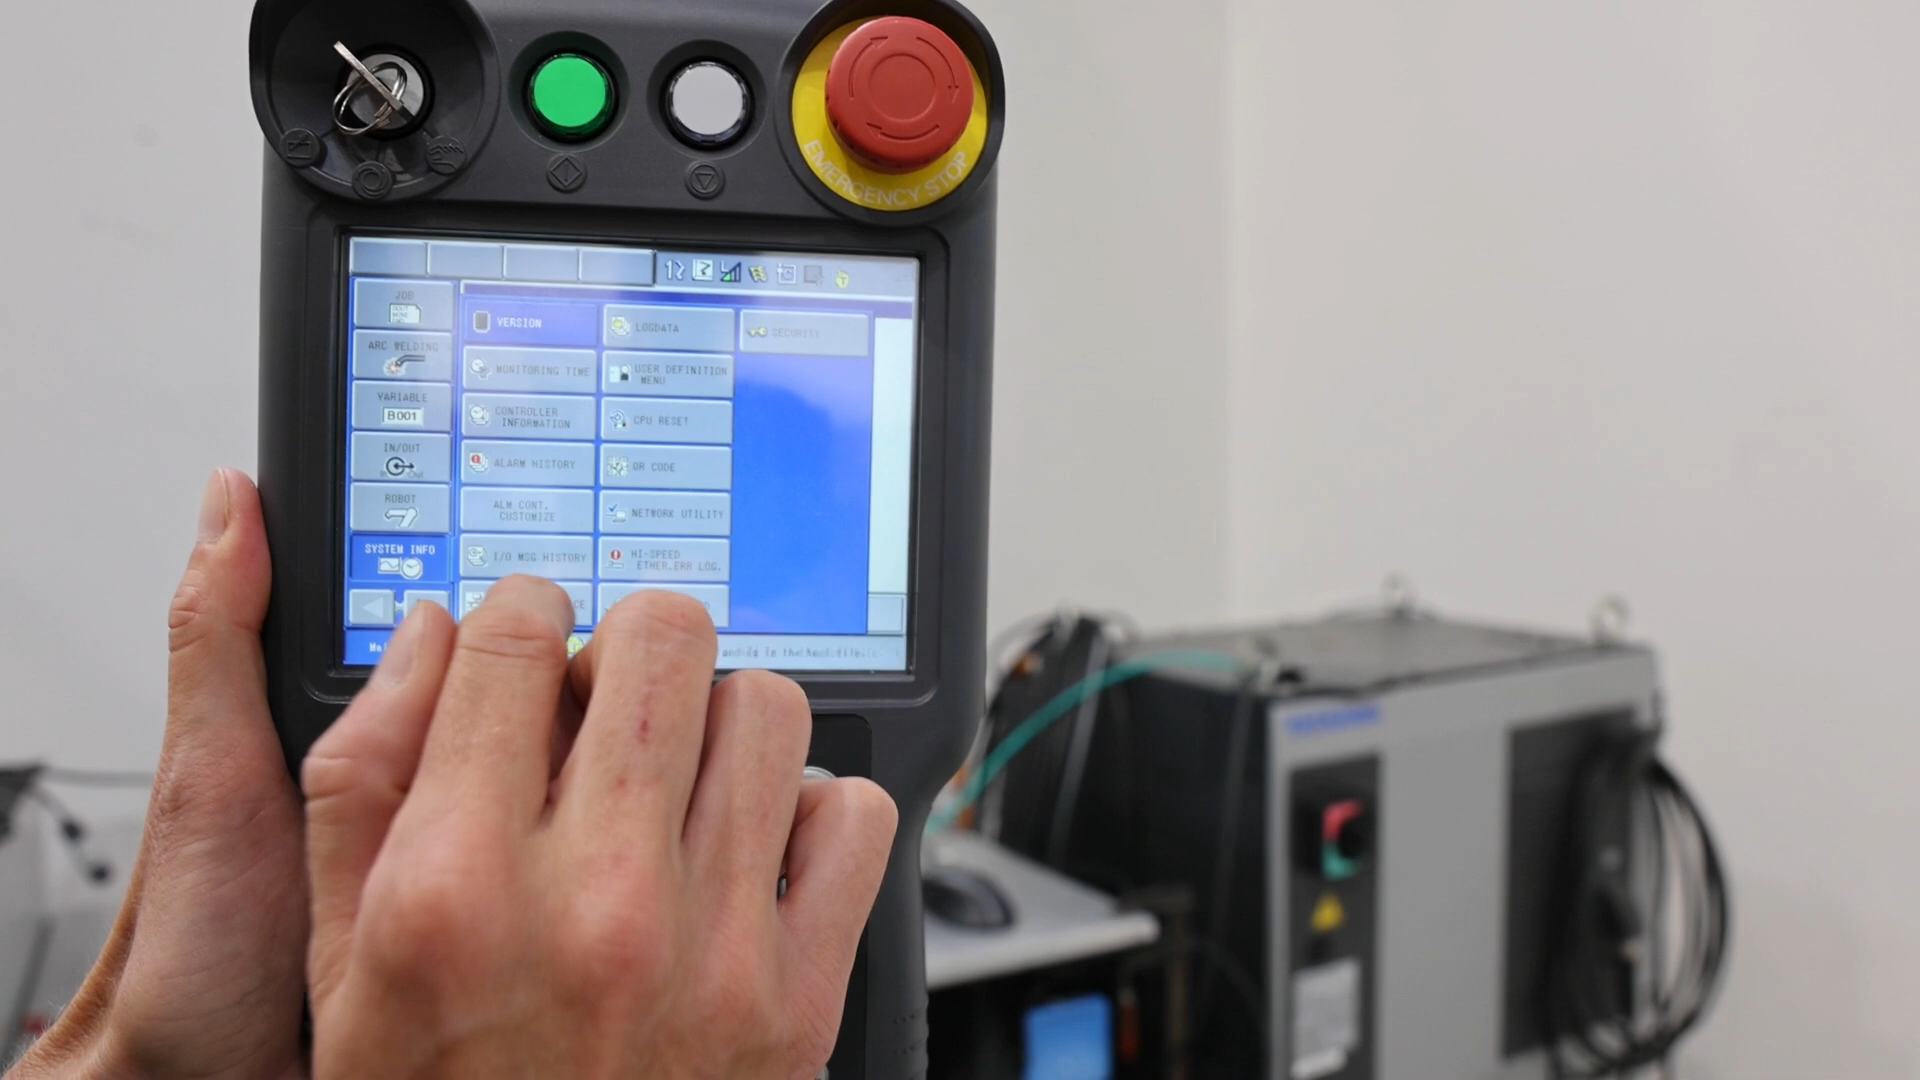 EMERGENCY STOP
JOB
ARC WELDING
VARIABLE
B001
IN/OUT
In Out
ROBOT
SYSTEM INFO
VERSION
MONITORING TIME
CONTROLLER
INFORMATION
ALARM HISTORY
ALM CONT.
CUSTOMIZE
I/O MSG HISTORY
LOGDATA
USER DEFINITION
MENU
CPU RESET
QR CODE
NETWORK UTILITY
HI-SPEED
ETHER.ERR LOG.
SECURITY